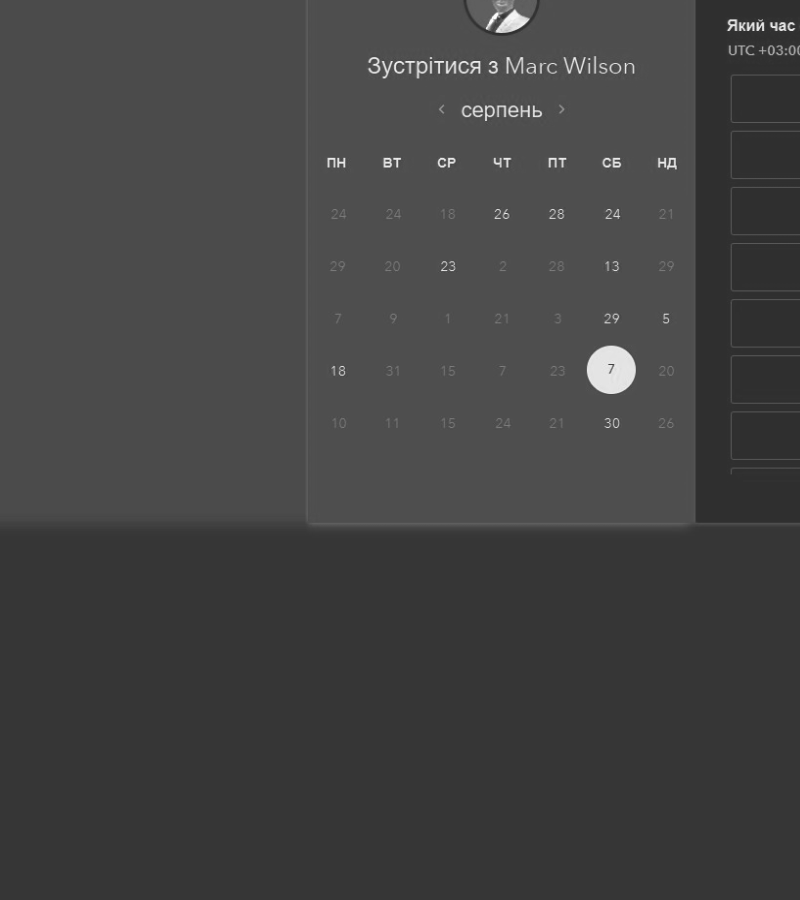 Зустрітися з Marc Wilson
серпень
ПН ВТ СР ЧТ ПТ СБ НД
24 24 18 26 28 24 21
29 20 23 2 28 13 29
7 9 1 21 3 29 5
18 31 15 7 23 7 20
10 11 15 24 21 30 26
Який час
UTC +03:00